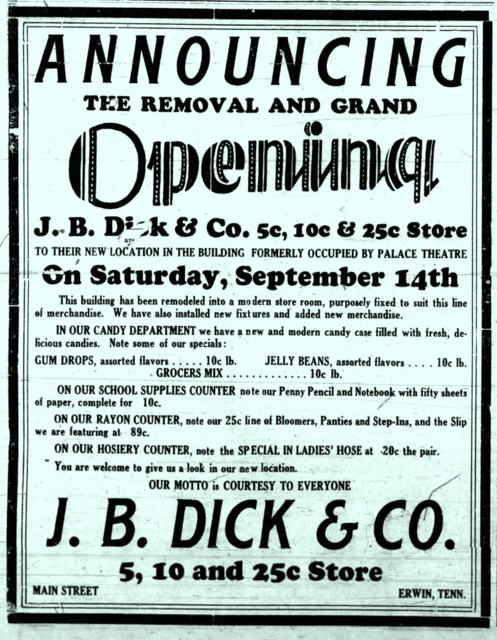 ANNOUNCING
THE REMOVAL AND GRAND
Opening
J. B. Dick & Co. 5c, 10c & 25c Store
TO THEIR NEW LOCATION IN THE BUILDING FORMERLY OCCUPIED BY PALACE THEATRE
On Saturday, September 14th
This building has been remodeled into a modern store room, purposely fixed to suit this line
of merchandise. We have also installed new fixtures and added new merchandise.
IN OUR CANDY DEPARTMENT we have a new and modern candy case filled with fresh, de-
licious candies. Note some of our specials:
GUM DROPS, assorted flavors ..... 10c lb. JELLY BEANS, assorted flavors .... 10c lb.
GROCERS MIX ............. 10c lb.
ON OUR SCHOOL SUPPLIES COUNTER note our Penny Pencil and Notebook with fifty sheets
of paper, complete for 10c.
ON OUR RAYON COUNTER, note our 25c line of Bloomers, Panties and Step-Ins, and the Slip
we are featuring at 89c.
ON OUR HOSIERY COUNTER, note the SPECIAL IN LADIES' HOSE at 20c the pair.
You are welcome to give us a look in our new location.
OUR MOTTO is COURTESY TO EVERYONE
J. B. DICK & CO.
5, 10 and 25c Store
MAIN STREET ERWIN, TENN.